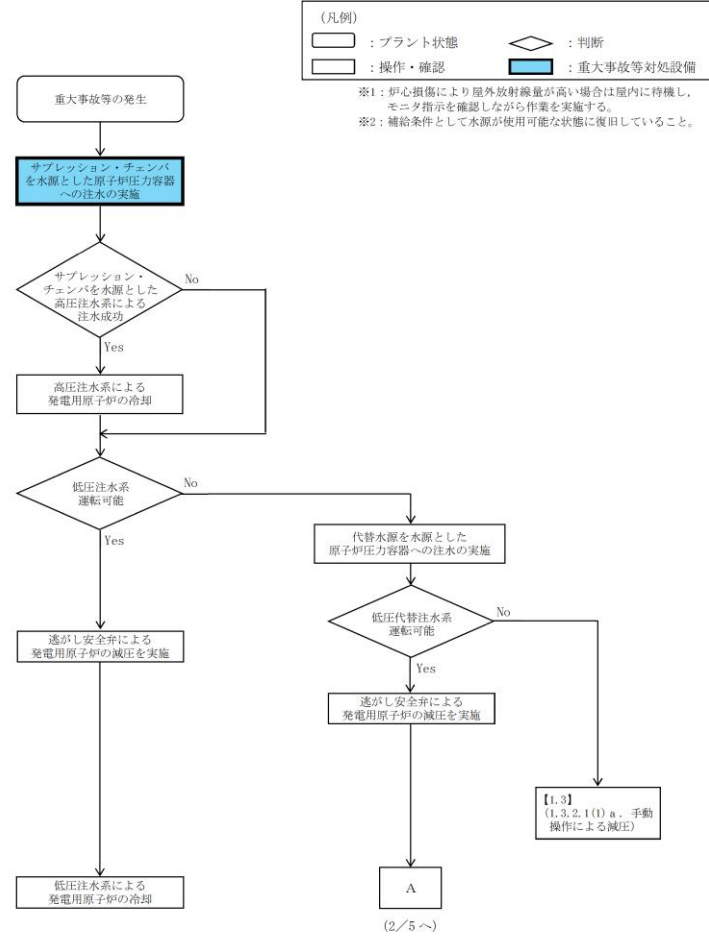 (凡例)
：プラント状態
：判断
：操作・確認
：重大事故等対処設備
※1：炉心損傷により屋外放射線量が高い場合は屋内に待機し，
モニタ指示を確認しながら作業を実施する。
※2：補給条件として水源が使用可能な状態に復旧していること。
重大事故等の発生
サプレッション・チェンバ
を水源とした原子炉圧力容器
への注水の実施
サプレッション・
チェンバを水源とした
高圧注水系による
注水成功
No
Yes
高圧注水系による
発電用原子炉の冷却
低圧注水系
運転可能
No
Yes
代替水源を水源とした
原子炉圧力容器への注水の実施
低圧代替注水系
運転可能
No
Yes
逃がし安全弁による
発電用原子炉の減圧を実施
逃がし安全弁による
発電用原子炉の減圧を実施
【1.3】
(1.3.2.1(1) a．手動
操作による減圧)
低圧注水系による
発電用原子炉の冷却
A
(2／5へ)